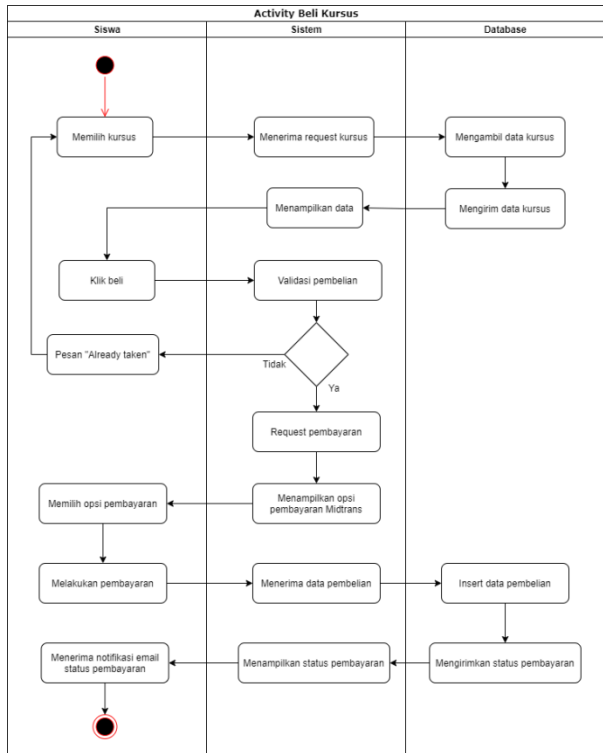 Activity Beli Kursus
Siswa
Sistem
Database
Memilih kursus
Menerima request kursus
Mengambil data kursus
Menampilkan data
Mengirim data kursus
Klik beli
Validasi pembelian
Pesan "Already taken"
Tidak
Ya
Request pembayaran
Memilih opsi pembayaran
Menampilkan opsi
pembayaran Midtrans
Melakukan pembayaran
Menerima data pembelian
Insert data pembelian
Menerima notifikasi email
status pembayaran
Menampilkan status pembayaran
Mengirimkan status pembayaran